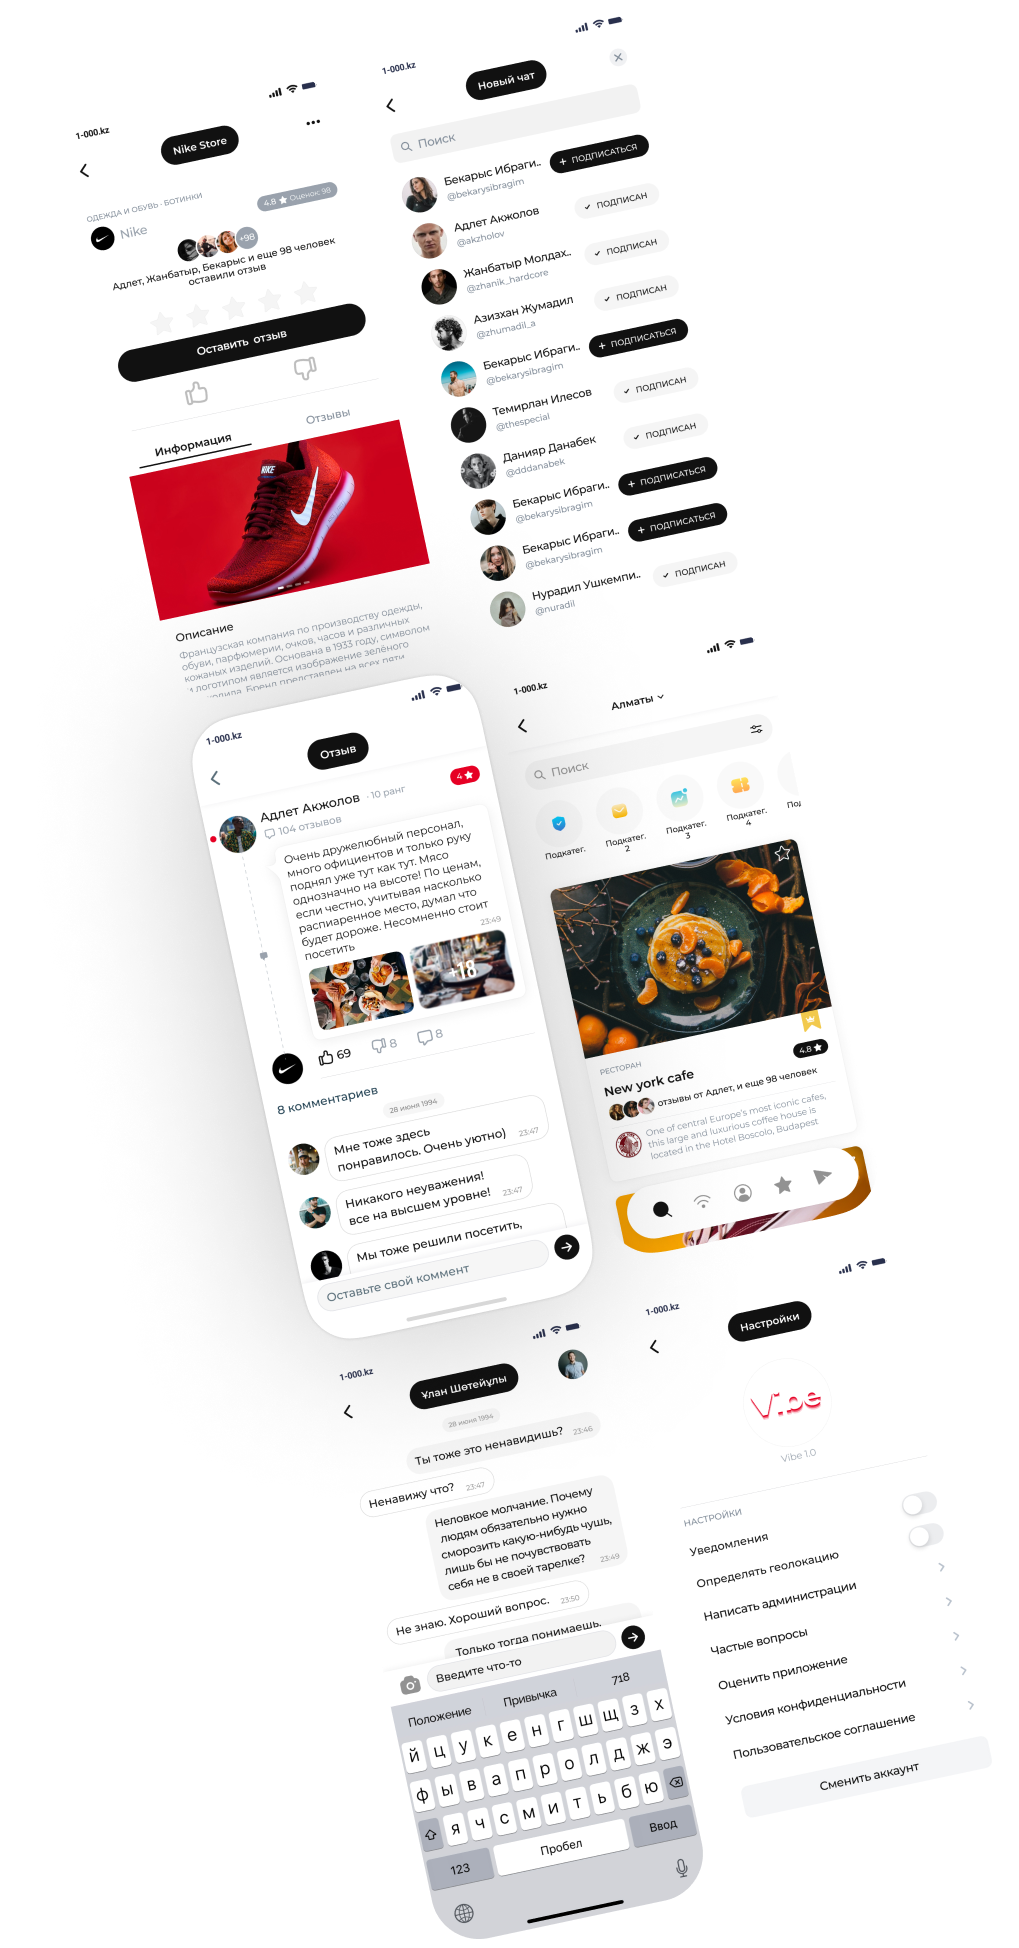 1-000.kz
Nike Store
ОДЕЖДА И ОБУВЬ · БОТИНКИ
4.8 Оценок: 98
Nike
+98
Адлет, Жанбатыр, Бекарыс и еще 98 человек
оставили отзыв
Оставить отзыв
Информация
Отзывы
NIKE
Описание
Французская компания по производству одежды,
обуви, парфюмерии, очков, часов и различных
кожаных изделий. Основана в 1933 году, символом
и логотипом является изображение зелёного
Бренд представлен на всех пяти
1-000.kz
Новый чат
Поиск
Бекарыс Ибраги..
@bekarysibragim
+ ПОДПИСАТЬСЯ
Адлет Акжолов
@akzholov
ПОДПИСАН
Жанбатыр Молдах..
@zhanik_hardcore
ПОДПИСАН
Азизхан Жумадил
@zhumadil_a
ПОДПИСАН
Бекарыс Ибраги..
@bekarysibragim
+ ПОДПИСАТЬСЯ
Темирлан Илесов
@thespecial
ПОДПИСАН
Данияр Данабек
@dddanabek
ПОДПИСАН
Бекарыс Ибраги..
@bekarysibragim
+ ПОДПИСАТЬСЯ
Бекарыс Ибраги..
@bekarysibragim
+ ПОДПИСАТЬСЯ
Нурадил Ушкемпи..
@nuradil
ПОДПИСАН
1-000.kz
Отзыв
Адлет Акжолов · 10 ранг
4
104 отзывов
Очень дружелюбный персонал,
много официентов и только руку
поднял уже тут как тут. Мясо
однозначно на высоте! По ценам,
если честно, учитывая насколько
распиаренное место, думал что
будет дороже. Несомненно стоит
посетить
23:49
+18
69
8
8
8 комментариев
28 июня 1994
Мне тоже здесь
понравилось. Очень уютно)
23:47
Никакого неуважения!
все на высшем уровне!
23:47
Мы тоже решили посетить,
Оставьте свой коммент
1-000.kz
Алматы
Поиск
Подкатег.
Подкатег.
2
Подкатег.
3
Подкатег.
4
Под
РЕСТОРАН
4.8
New york cafe
отзывы от Адлет, и еще 98 человек
One of central Europe's most iconic cafes,
this large and luxurious coffee house is
located in the Hotel Boscolo, Budapest
1-000.kz
Ұлан Шөтейұлы
28 июня 1994
Ты тоже это ненавидишь?
23:46
Ненавижу что?
23:47
Неловкое молчание. Почему
людям обязательно нужно
сморозить какую-нибудь чушь,
лишь бы не почувствовать
себя не в своей тарелке?
23:49
Не знаю. Хороший вопрос.
23:50
Только тогда понимаешь,
Введите что-то
Положение
Привычка
718
й ц у к е н г ш щ з х
ф ы в а п р о л д ж э
я ч с м и т ь б ю
123
Пробел
Ввод
1-000.kz
Настройки
Vibe
Vibe 1.0
НАСТРОЙКИ
Уведомления
Определять геолокацию
Написать администрации
Частые вопросы
Оценить приложение
Условия конфиденциальности
Пользовательское соглашение
Сменить аккаунт